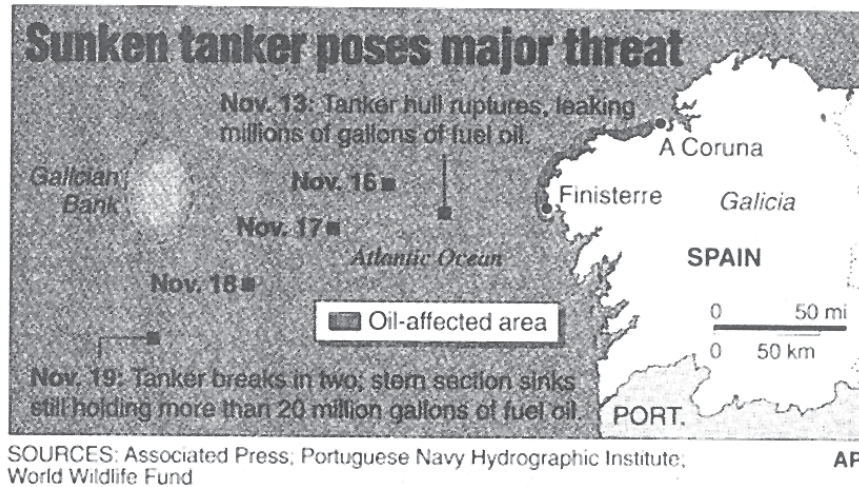 Sunken tanker poses major threat
Nov. 13: Tanker hull ruptures, leaking
millions of gallons of fuel oil.
A Coruna
Galician
Bank
Nov. 16
Finisterre
Galicia
Nov. 17
Atlantic Ocean
SPAIN
Nov. 18
Oil-affected area
0 50 mi
0 50 km
Nov. 19: Tanker breaks in two; stern section sinks
still holding more than 20 million gallons of fuel oil.
PORT.
SOURCES: Associated Press; Portuguese Navy Hydrographic Institute;
World Wildlife Fund
AP